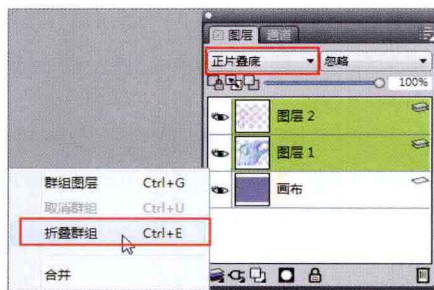 图层 通道
正片叠底 忽略
100%
图层 2
图层 1
画布
群组图层 Ctrl+G
取消群组 Ctrl+U
折叠群组 Ctrl+E
合并